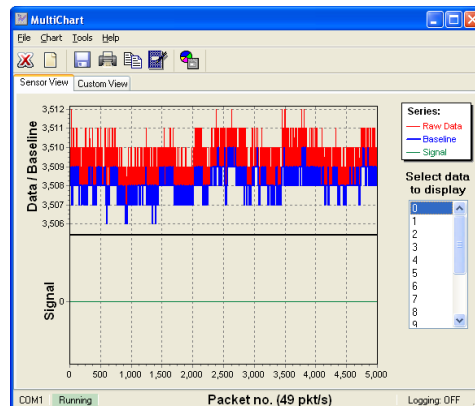 MultiChart
File Chart Tools Help
Sensor View Custom View
3,512
3,511
3,510
3,509
3,508
3,507
3,506
Data / Baseline
Signal
0
0 500 1,000 1,500 2,000 2,500 3,000 3,500 4,000 4,500 5,000
Series:
Raw Data
Baseline
Signal
Select data
to display
0
1
2
3
4
5
6
7
8
9
COM1 Running Packet no. (49 pkt/s) Logging: OFF